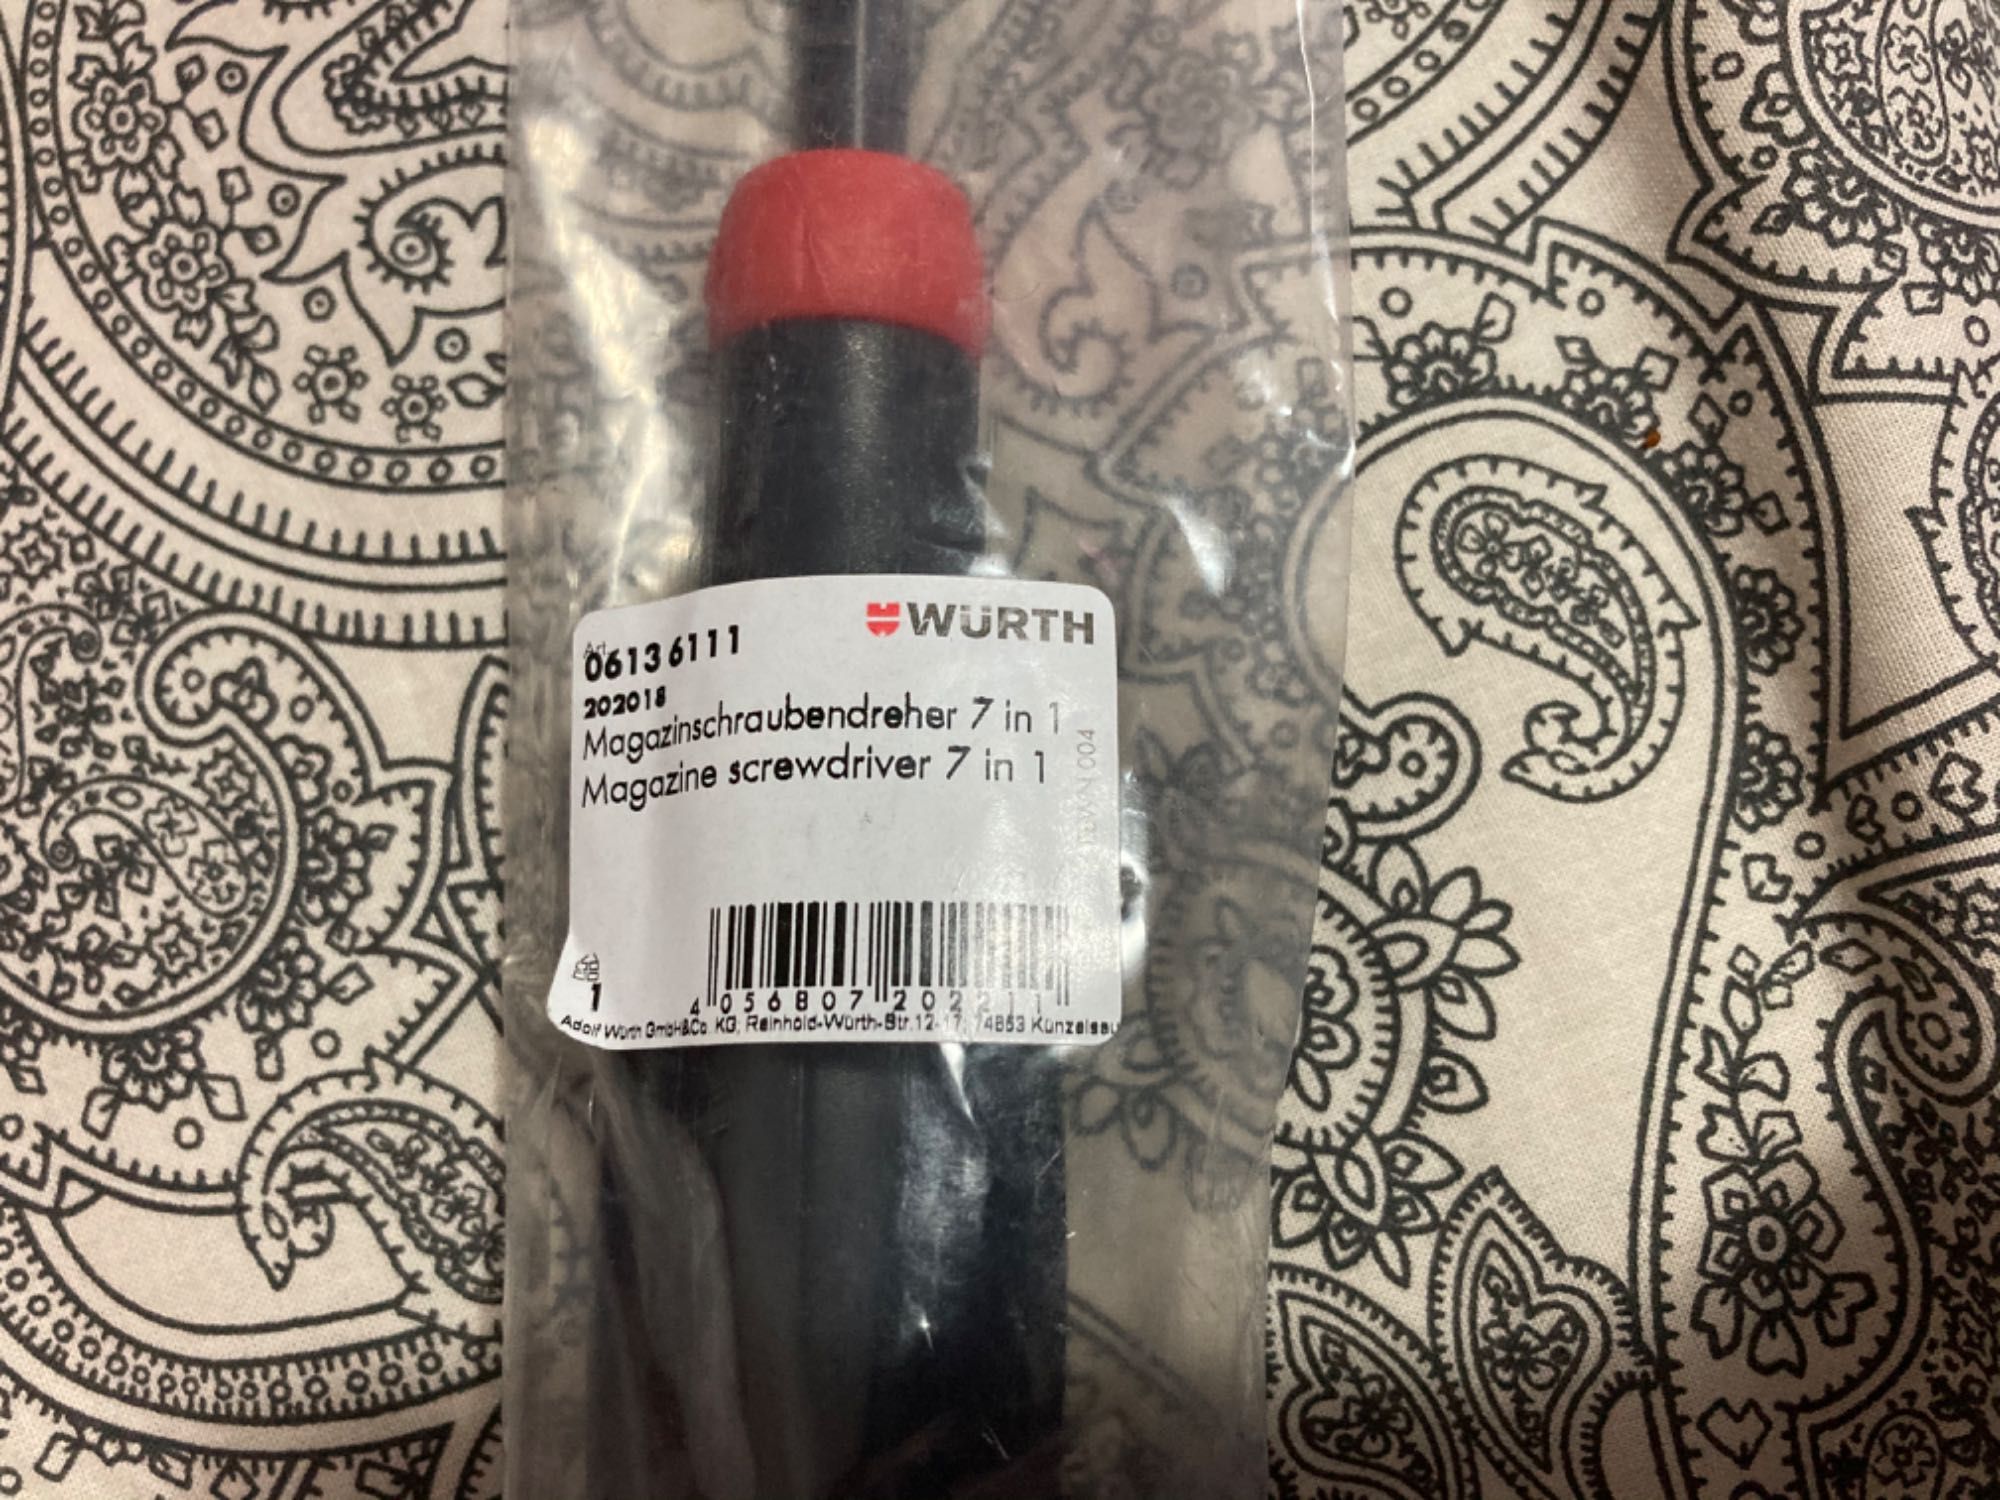 WÜRTH
Art.
0613 6111
202018
Magazinschraubendreher 7 in 1
Magazine screwdriver 7 in 1
1
4 056807 202211
Adolf Würth GmbH&Co. KG, Reinhold-Würth-Str.12-17, 74653 Künzelsau